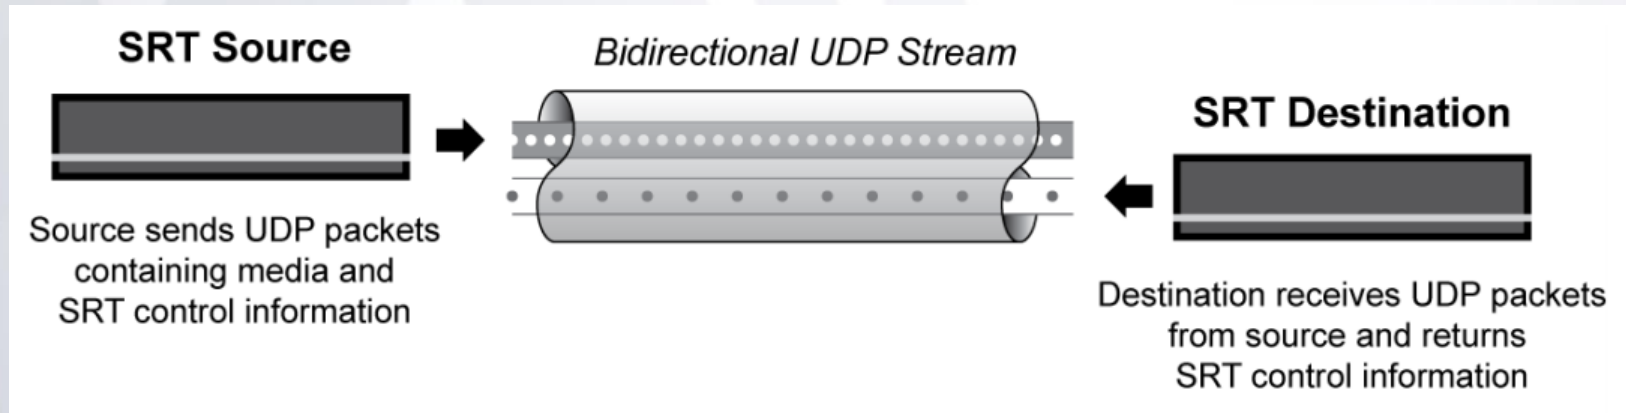 SRT Source
Bidirectional UDP Stream
SRT Destination
Source sends UDP packets
containing media and
SRT control information
Destination receives UDP packets
from source and returns
SRT control information